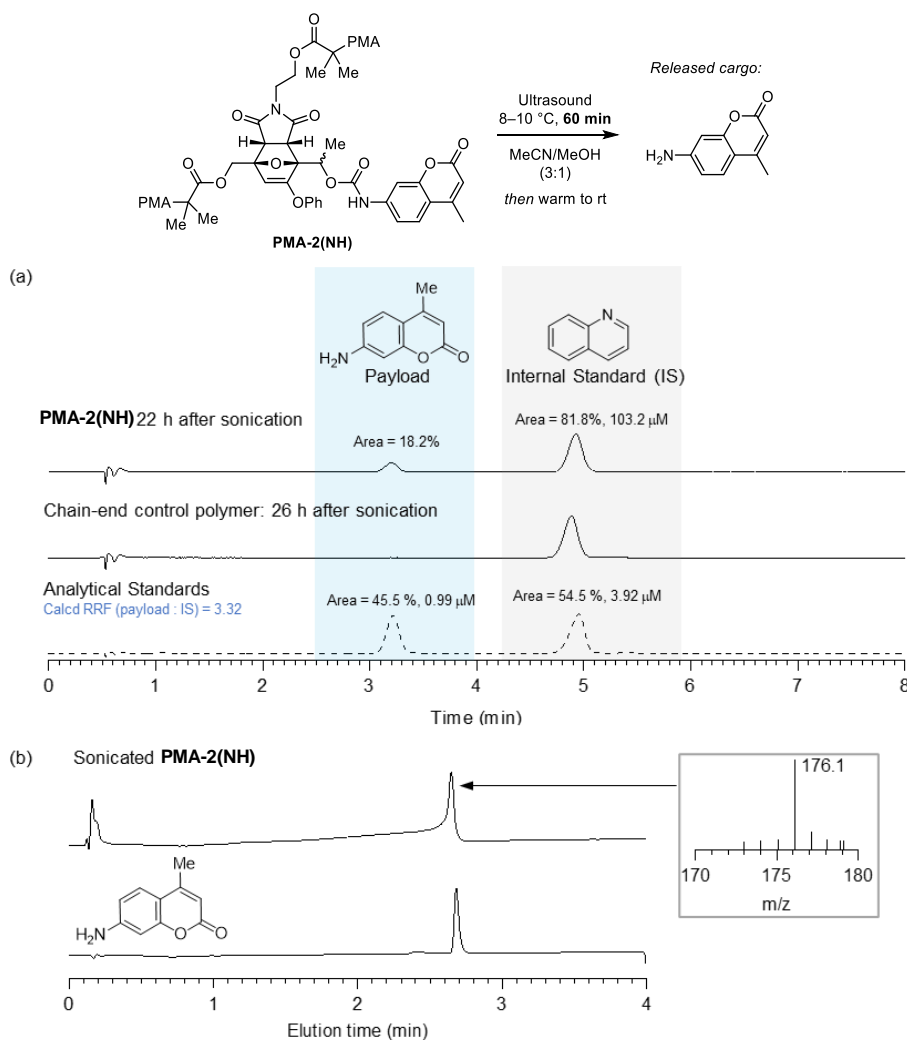 O
O
PMA
Me
Me
N
O
O
H
H
Me
O
O
O
O
PMA
Me
Me
OPh
O
O
NH
O
O
Me
PMA-2(NH)
Ultrasound
8–10 °C, 60 min
MeCN/MeOH
(3:1)
then warm to rt
Released cargo:
H₂N
O
O
Me
(a)
Me
H₂N
O
O
Payload
N
Internal Standard (IS)
PMA-2(NH) 22 h after sonication
Area = 18.2%
Area = 81.8%, 103.2 µM
Chain-end control polymer: 26 h after sonication
Analytical Standards
Calcd RRF (payload : IS) = 3.32
Area = 45.5 %, 0.99 µM
Area = 54.5 %, 3.92 µM
0 1 2 3 4 5 6 7 8
Time (min)
(b) Sonicated PMA-2(NH)
176.1
170 175 180
m/z
Me
H₂N
O
O
0 1 2 3 4
Elution time (min)